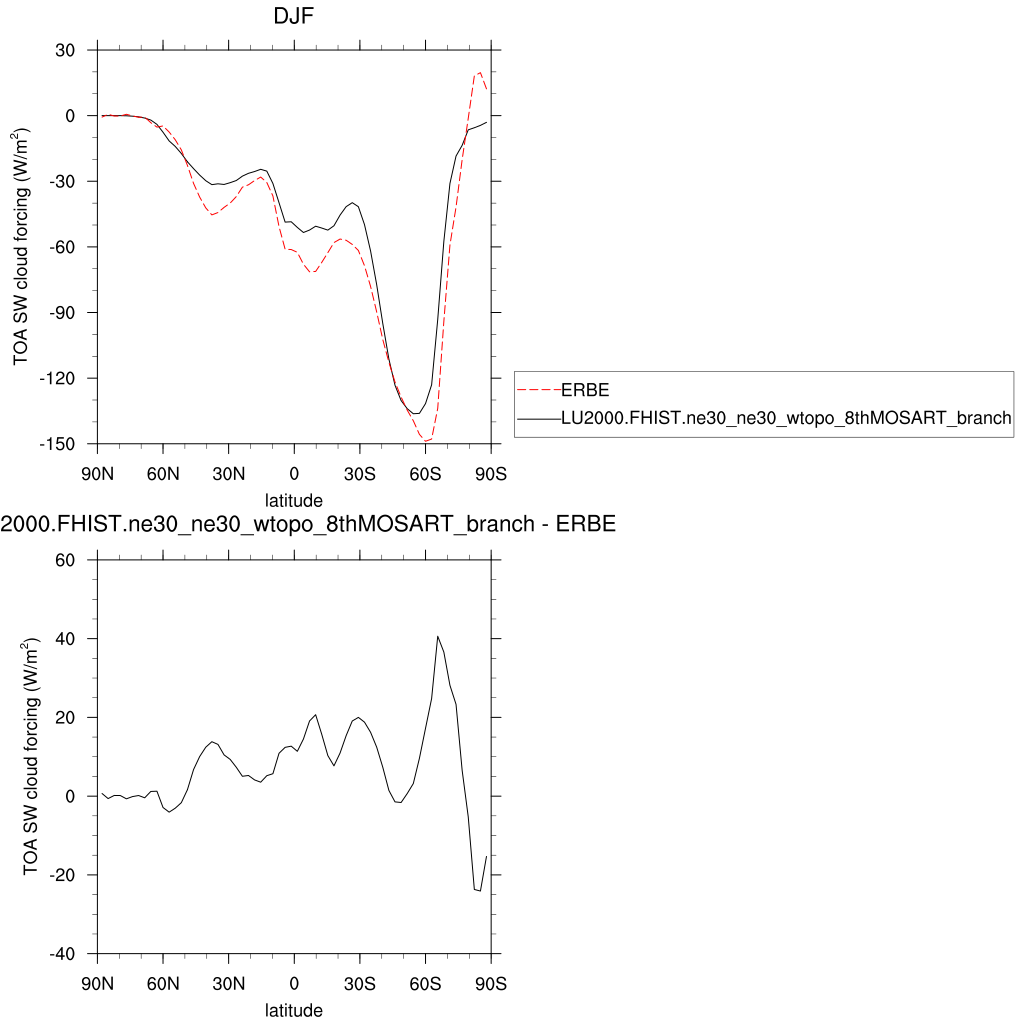 DJF
30
0
-30
-60
-90
-120
-150
TOA SW cloud forcing (W/m²)
90N 60N 30N 0 30S 60S 90S
latitude
ERBE
LU2000.FHIST.ne30_ne30_wtopo_8thMOSART_branch
2000.FHIST.ne30_ne30_wtopo_8thMOSART_branch - ERBE
60
40
20
0
-20
-40
TOA SW cloud forcing (W/m²)
90N 60N 30N 0 30S 60S 90S
latitude